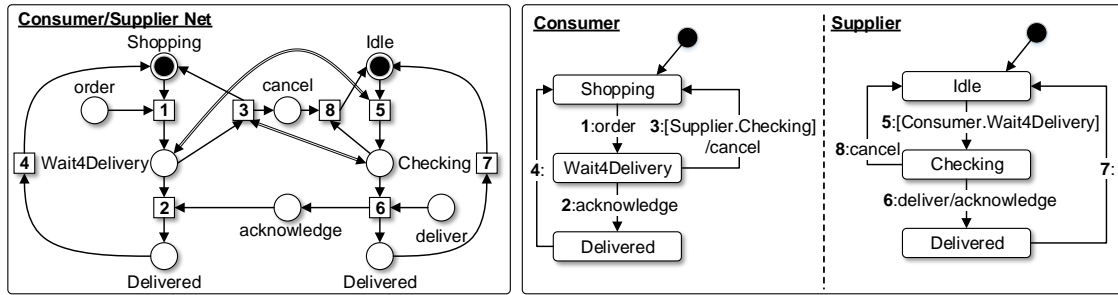 Consumer/Supplier Net
Shopping
Idle
order
cancel
1
3
8
5
4
Wait4Delivery
Checking
7
2
6
acknowledge
deliver
Delivered
Delivered
Consumer
Shopping
1:order
3:[Supplier.Checking]
/cancel
4:
Wait4Delivery
2:acknowledge
Delivered
Supplier
Idle
5:[Consumer.Wait4Delivery]
8:cancel
Checking
7:
6:deliver/acknowledge
Delivered